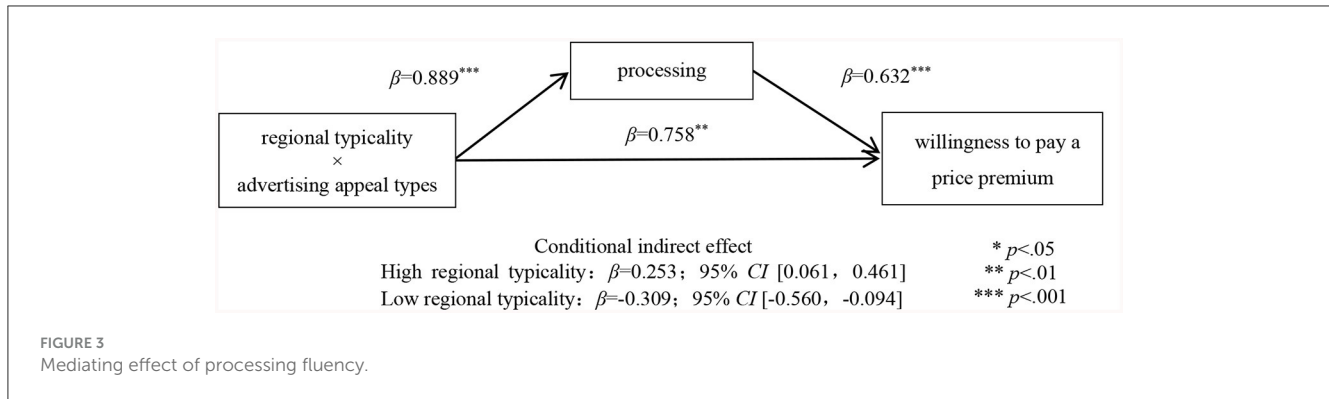 β=0.889***
processing
β=0.632***
regional typicality
×
advertising appeal types
β=0.758**
willingness to pay a
price premium
Conditional indirect effect
High regional typicality：β=0.253；95% CI [0.061，0.461]
Low regional typicality：β=-0.309；95% CI [-0.560，-0.094]
* p<.05
** p<.01
*** p<.001
FIGURE 3
Mediating effect of processing fluency.